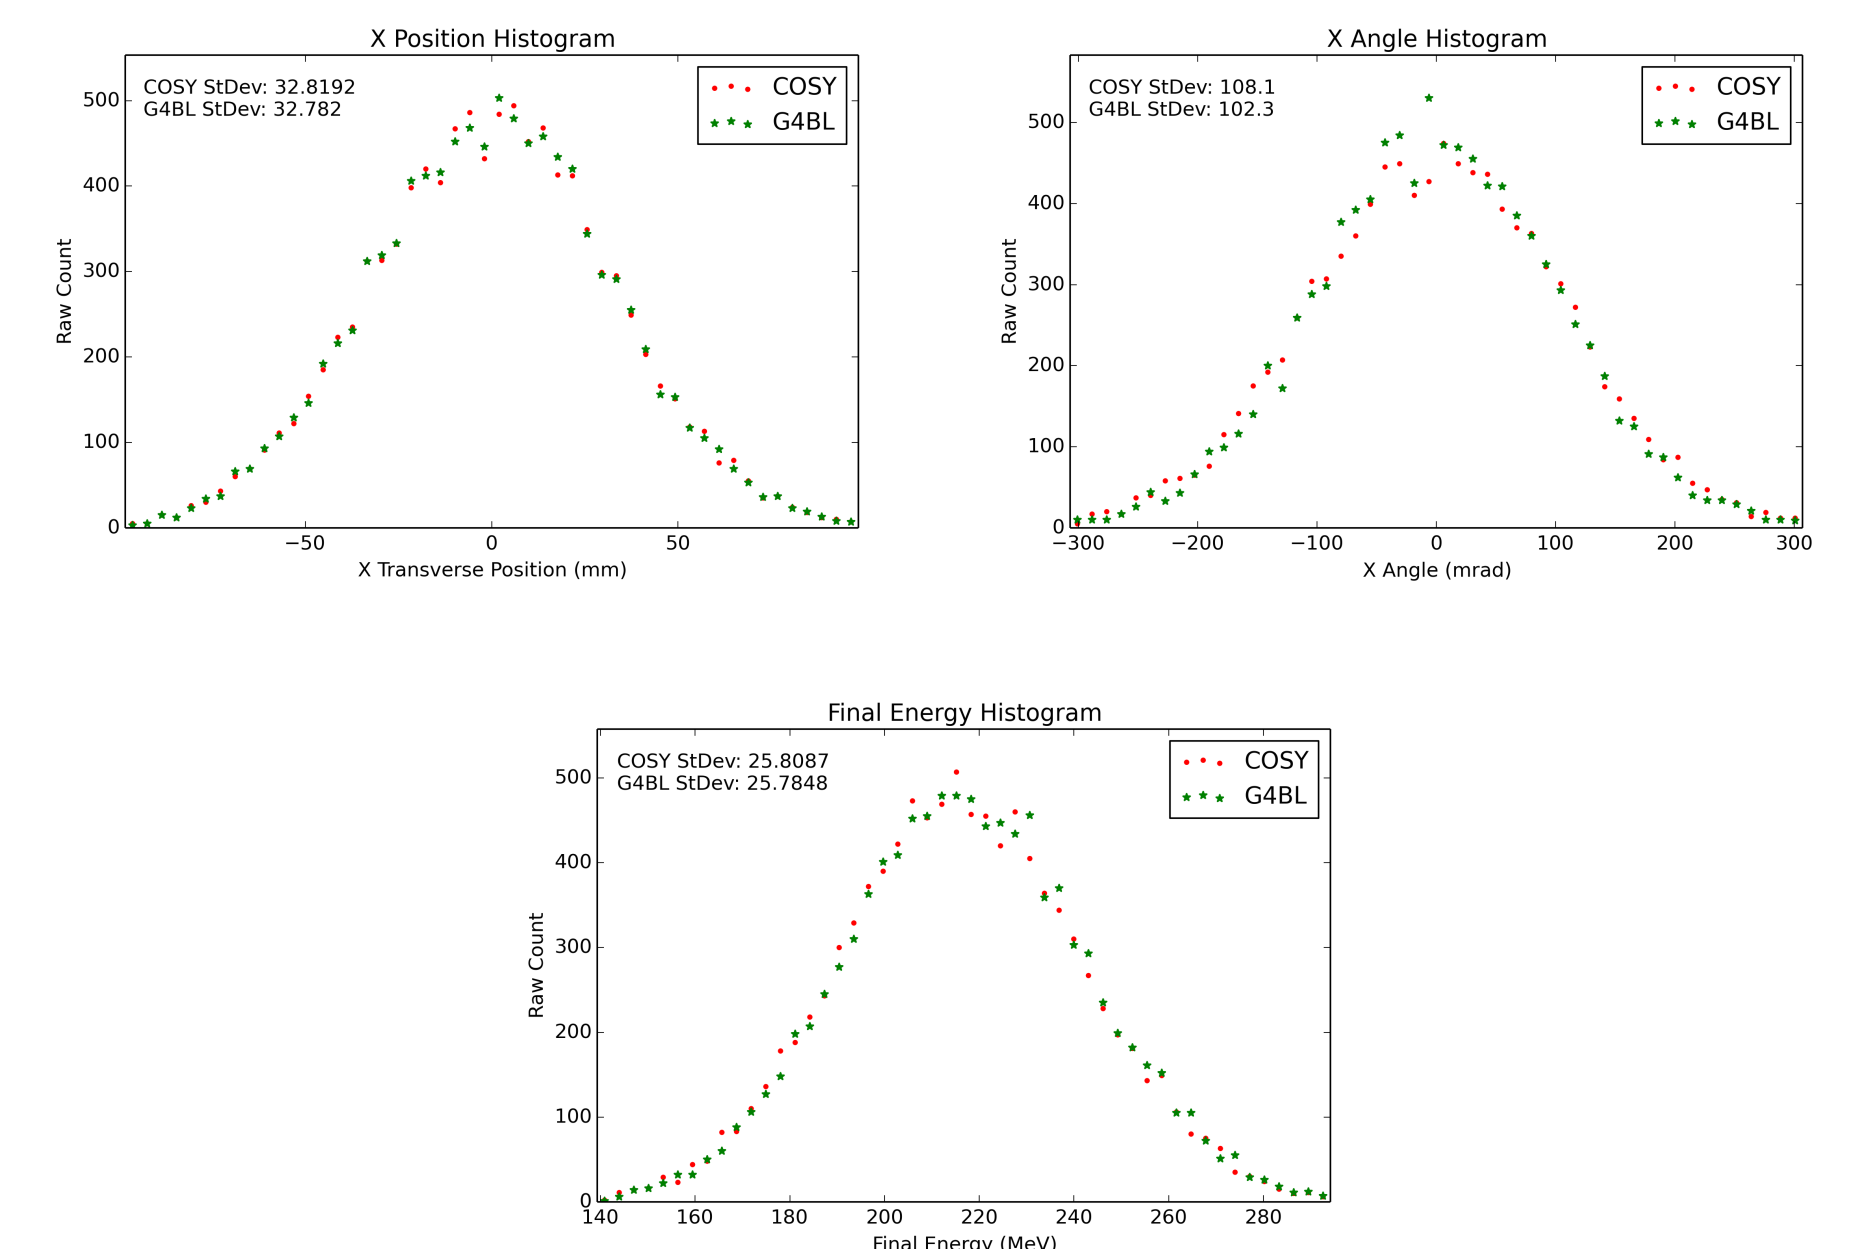 X Position Histogram
COSY StDev: 32.8192
G4BL StDev: 32.782
COSY
G4BL
Raw Count
500
400
300
200
100
0
−50 0 50
X Transverse Position (mm)
X Angle Histogram
COSY StDev: 108.1
G4BL StDev: 102.3
COSY
G4BL
Raw Count
500
400
300
200
100
0
−300 −200 −100 0 100 200 300
X Angle (mrad)
Final Energy Histogram
COSY StDev: 25.8087
G4BL StDev: 25.7848
COSY
G4BL
Raw Count
500
400
300
200
100
0
140 160 180 200 220 240 260 280
Final Energy (MeV)